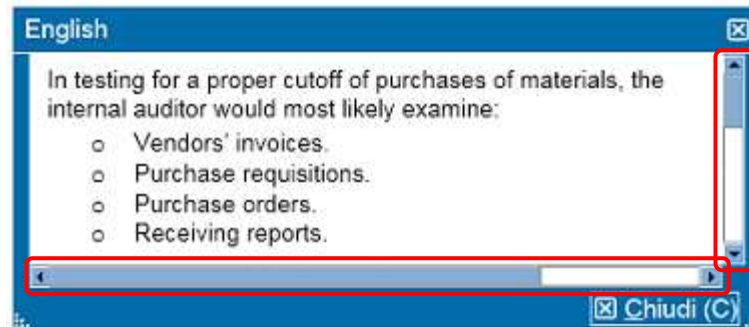 English
In testing for a proper cutoff of purchases of materials, the
internal auditor would most likely examine:
o Vendors' invoices.
o Purchase requisitions.
o Purchase orders.
o Receiving reports.
Chiudi (C)